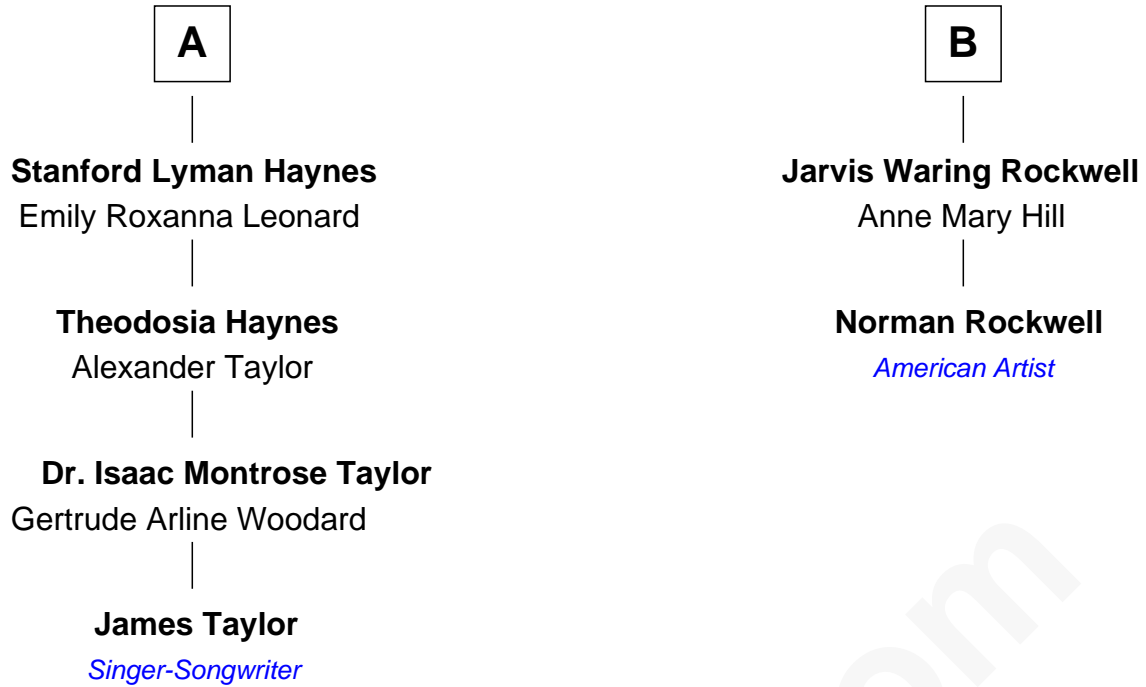 A
Stanford Lyman Haynes
Emily Roxanna Leonard
Theodosia Haynes
Alexander Taylor
Dr. Isaac Montrose Taylor
Gertrude Arline Woodard
James Taylor
Singer-Songwriter
B
Jarvis Waring Rockwell
Anne Mary Hill
Norman Rockwell
American Artist
om